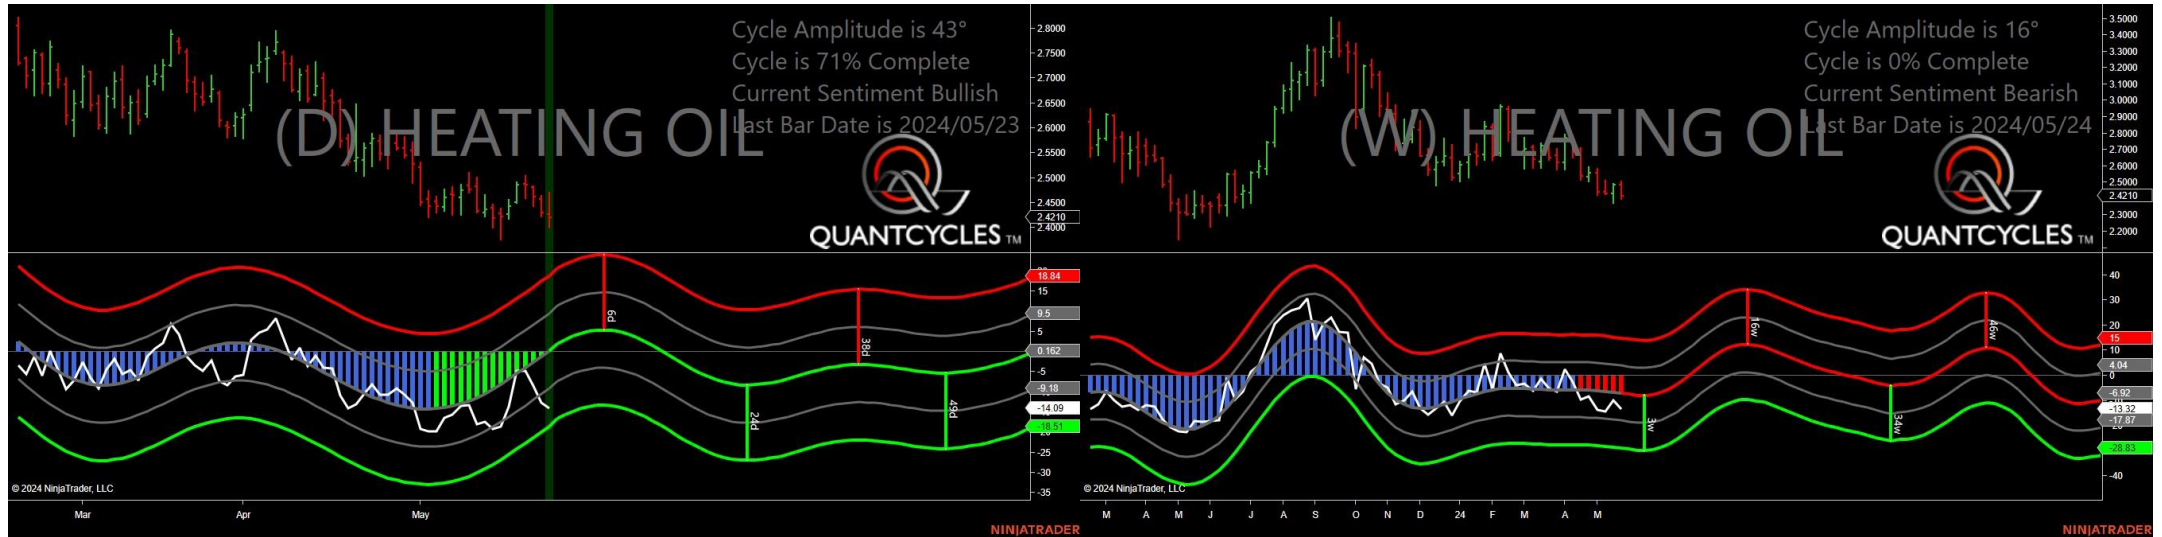 Cycle Amplitude is 43°
Cycle is 71% Complete
Current Sentiment Bullish
Last Bar Date is 2024/05/23
(D) HEATING OIL
QUANTCYCLES TM
2.8000
2.7500
2.7000
2.6500
2.6000
2.5500
2.5000
2.4500
2.4210
2.4000
18.84
15
9.5
5
0.162
-5
-9.18
-14.09
-18.51
-25
-30
-35
6d
24d
38d
49d
© 2024 NinjaTrader, LLC
Mar
Apr
May
NINJATRADER
Cycle Amplitude is 16°
Cycle is 0% Complete
Current Sentiment Bearish
Last Bar Date is 2024/05/24
(W) HEATING OIL
QUANTCYCLES TM
3.5000
3.4000
3.3000
3.2000
3.1000
3.0000
2.9000
2.8000
2.7000
2.6000
2.5000
2.4210
2.3000
2.2000
40
30
20
15
10
4.04
0
-6.92
-13.32
-17.87
-28.83
-40
3w
16w
34w
46w
© 2024 NinjaTrader, LLC
M A M J J A S O N D 24 F M A M
NINJATRADER